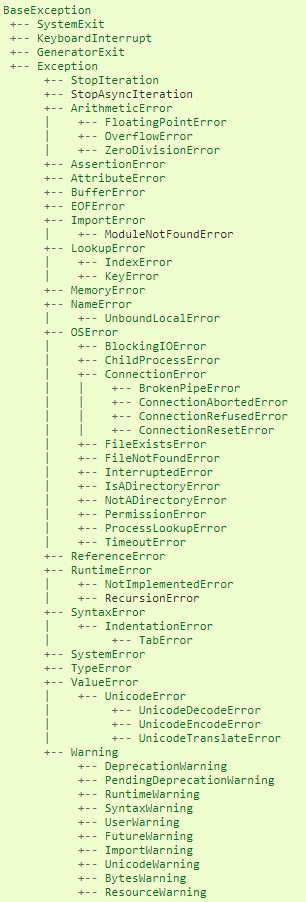 BaseException
 +-- SystemExit
 +-- KeyboardInterrupt
 +-- GeneratorExit
 +-- Exception
      +-- StopIteration
      +-- StopAsyncIteration
      +-- ArithmeticError
      |    +-- FloatingPointError
      |    +-- OverflowError
      |    +-- ZeroDivisionError
      +-- AssertionError
      +-- AttributeError
      +-- BufferError
      +-- EOFError
      +-- ImportError
      |    +-- ModuleNotFoundError
      +-- LookupError
      |    +-- IndexError
      |    +-- KeyError
      +-- MemoryError
      +-- NameError
      |    +-- UnboundLocalError
      +-- OSError
      |    +-- BlockingIOError
      |    +-- ChildProcessError
      |    +-- ConnectionError
      |    |    +-- BrokenPipeError
      |    |    +-- ConnectionAbortedError
      |    |    +-- ConnectionRefusedError
      |    |    +-- ConnectionResetError
      |    +-- FileExistsError
      |    +-- FileNotFoundError
      |    +-- InterruptedError
      |    +-- IsADirectoryError
      |    +-- NotADirectoryError
      |    +-- PermissionError
      |    +-- ProcessLookupError
      |    +-- TimeoutError
      +-- ReferenceError
      +-- RuntimeError
      |    +-- NotImplementedError
      |    +-- RecursionError
      +-- SyntaxError
      |    +-- IndentationError
      |         +-- TabError
      +-- SystemError
      +-- TypeError
      +-- ValueError
      |    +-- UnicodeError
      |         +-- UnicodeDecodeError
      |         +-- UnicodeEncodeError
      |         +-- UnicodeTranslateError
      +-- Warning
           +-- DeprecationWarning
           +-- PendingDeprecationWarning
           +-- RuntimeWarning
           +-- SyntaxWarning
           +-- UserWarning
           +-- FutureWarning
           +-- ImportWarning
           +-- UnicodeWarning
           +-- BytesWarning
           +-- ResourceWarning